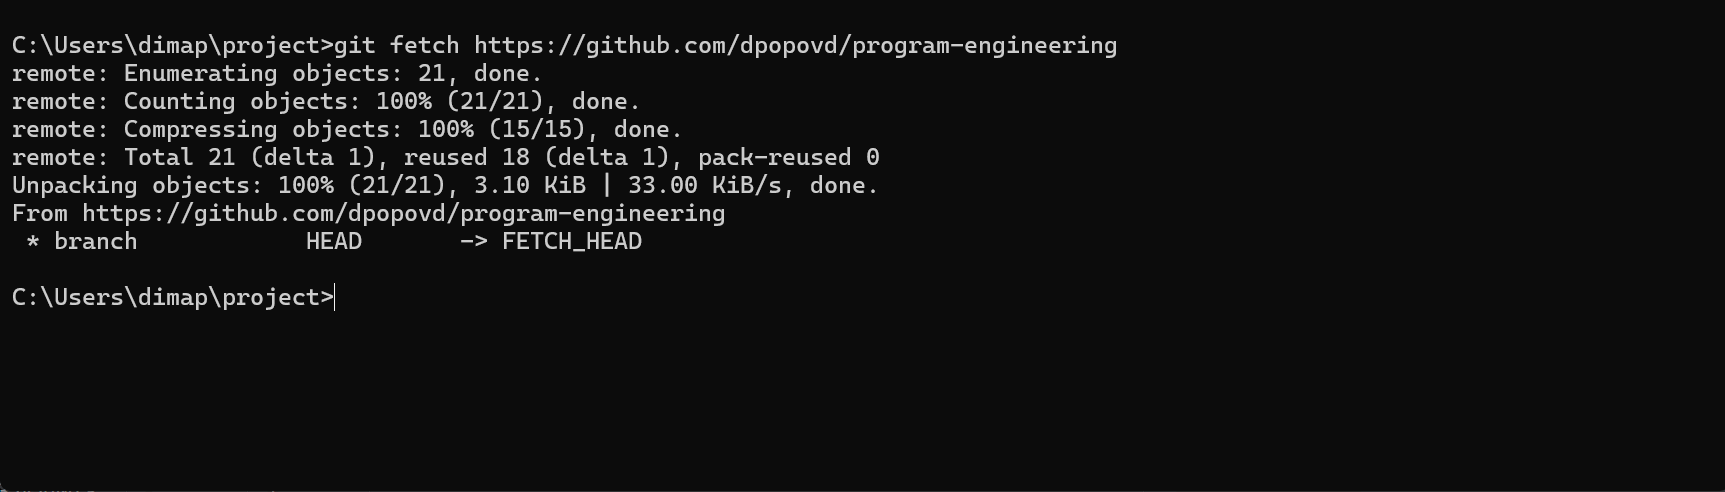 C:\Users\dimap\project>git fetch https://github.com/dpopovd/program-engineering
remote: Enumerating objects: 21, done.
remote: Counting objects: 100% (21/21), done.
remote: Compressing objects: 100% (15/15), done.
remote: Total 21 (delta 1), reused 18 (delta 1), pack-reused 0
Unpacking objects: 100% (21/21), 3.10 KiB | 33.00 KiB/s, done.
From https://github.com/dpopovd/program-engineering
 * branch            HEAD       -> FETCH_HEAD
C:\Users\dimap\project>